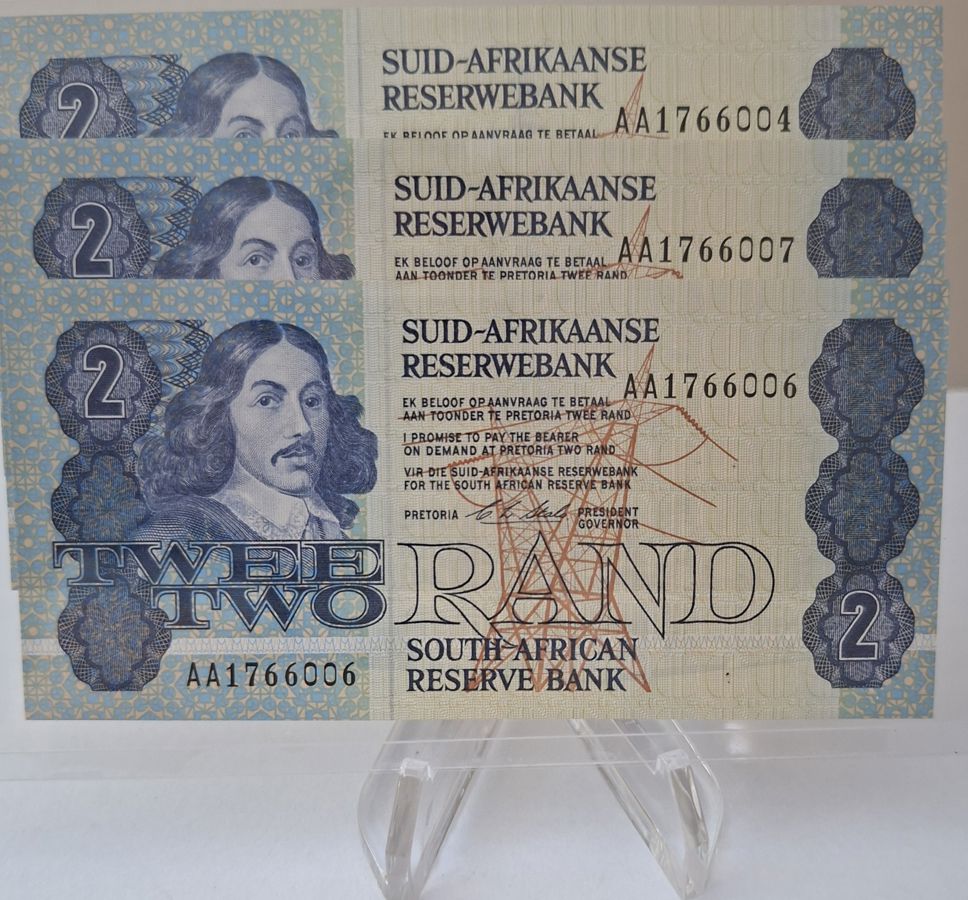 2
SUID-AFRIKAANSE
RESERWEBANK
AA1766004
EK BELOOF OP AANVRAAG TE BETAAL
2
SUID-AFRIKAANSE
RESERWEBANK
AA1766007
EK BELOOF OP AANVRAAG TE BETAAL
AAN TOONDER TE PRETORIA TWEE RAND
2
SUID-AFRIKAANSE
RESERWEBANK
AA1766006
EK BELOOF OP AANVRAAG TE BETAAL
AAN TOONDER TE PRETORIA TWEE RAND
I PROMISE TO PAY THE BEARER
ON DEMAND AT PRETORIA TWO RAND
VIR DIE SUID-AFRIKAANSE RESERWEBANK
FOR THE SOUTH AFRICAN RESERVE BANK
PRETORIA PRESIDENT
GOVERNOR
TWEE
TWO RAND
2
SOUTH AFRICAN
RESERVE BANK
AA1766006